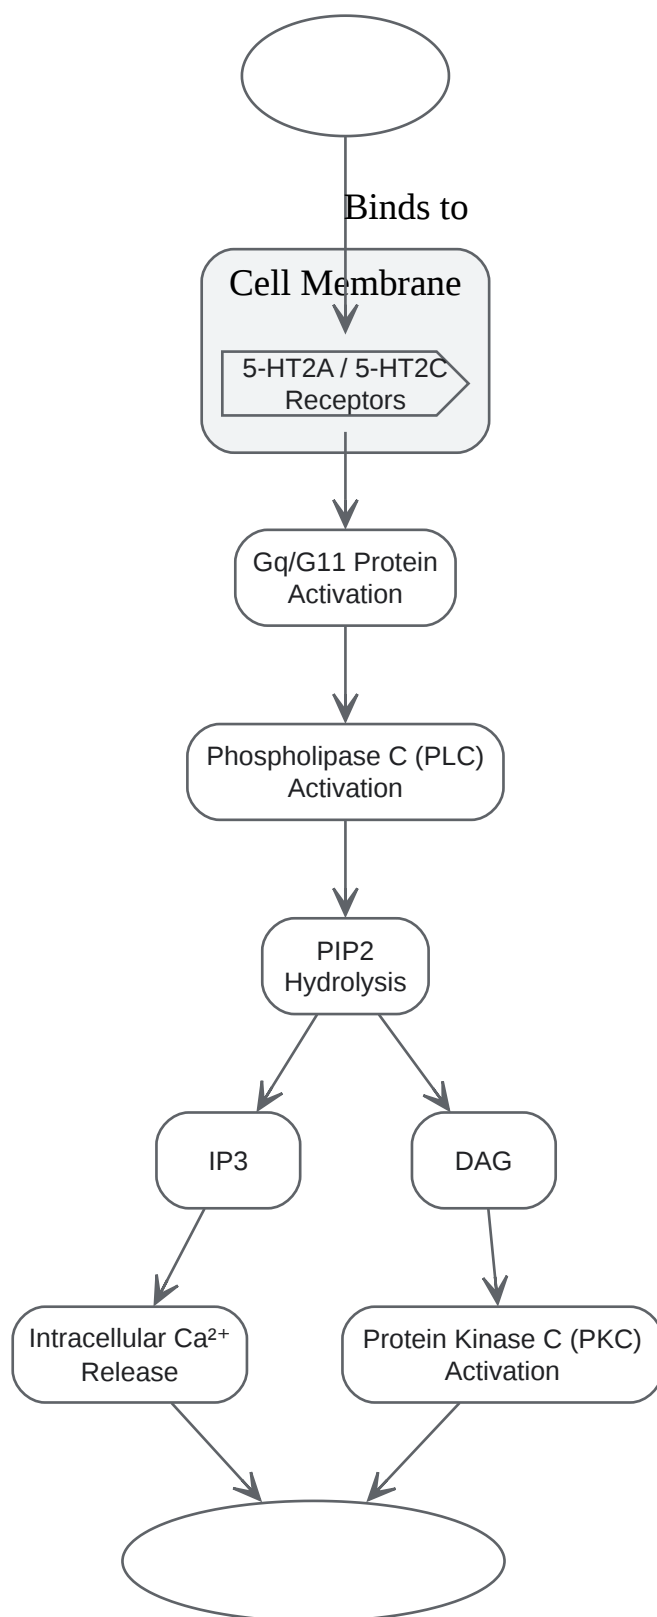 Binds to
Cell Membrane
5-HT2A / 5-HT2C
Receptors
Gq/G11 Protein
Activation
Phospholipase C (PLC)
Activation
PIP2
Hydrolysis
IP3
DAG
Intracellular Ca²⁺
Release
Protein Kinase C (PKC)
Activation